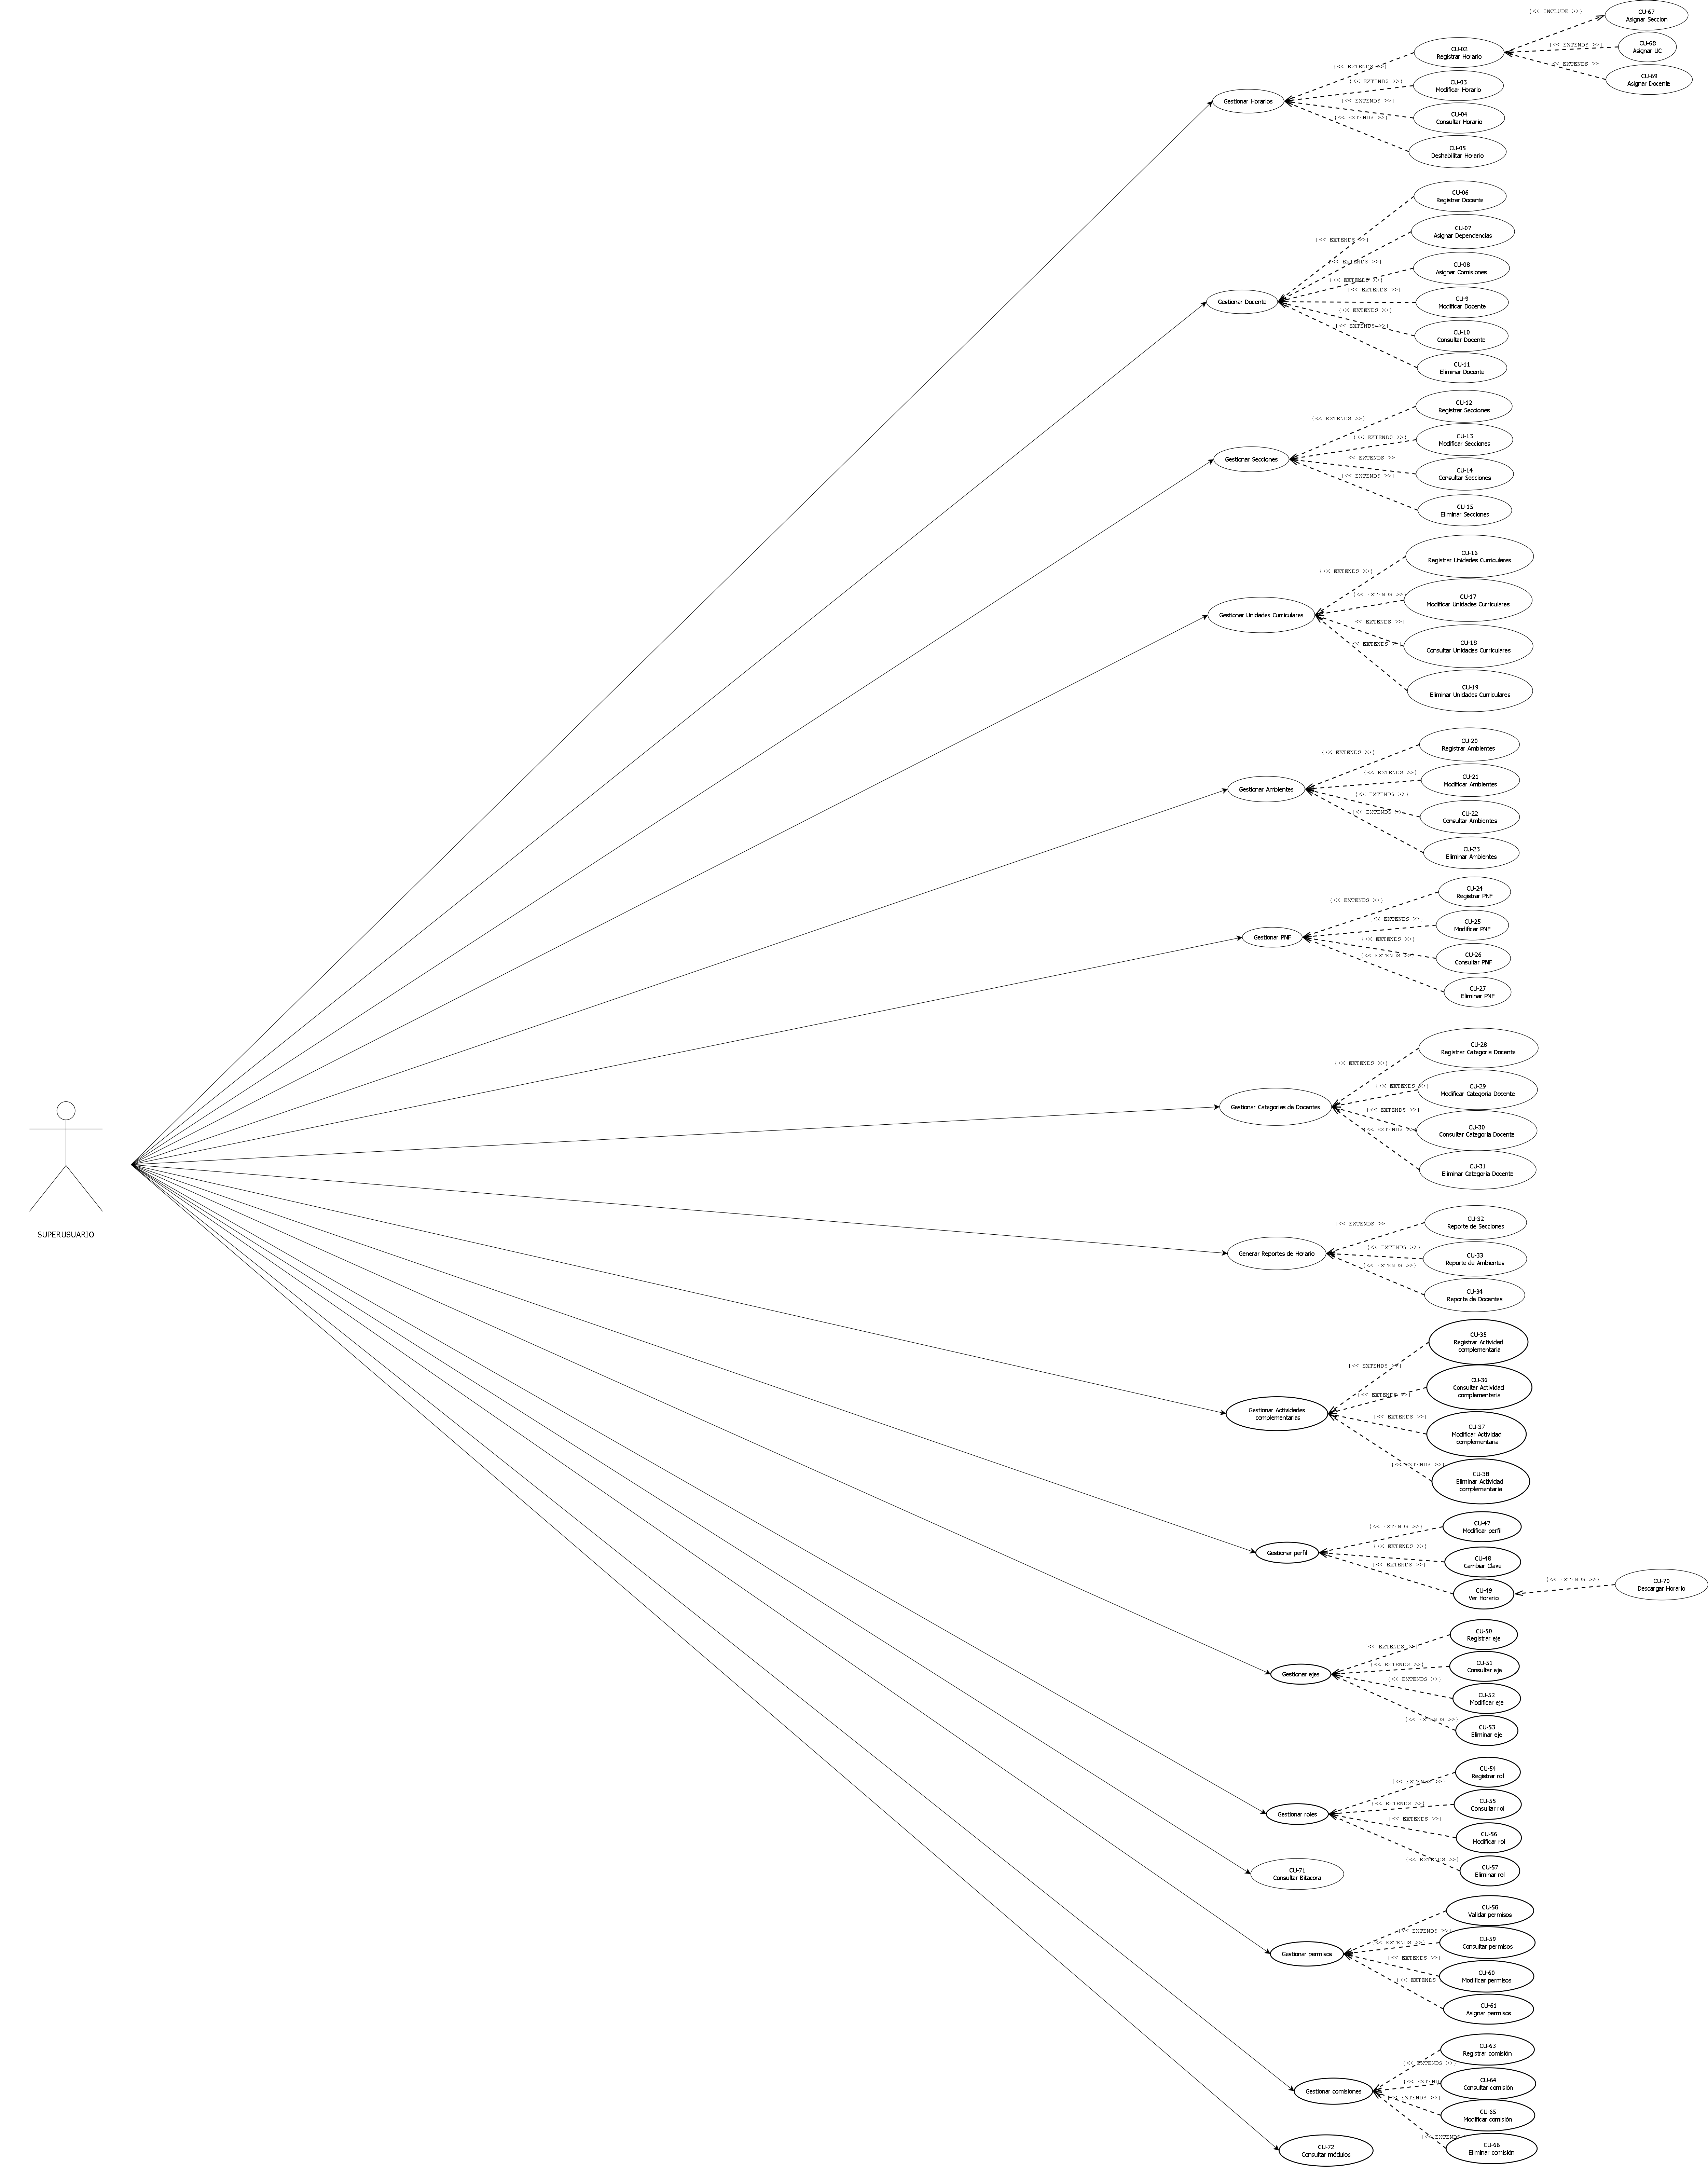 (<< INCLUDE >>)
CU-67
Asignar Seccion
(<< EXTENDS >>)
CU-68
Asignar UC
(<< EXTENDS >>)
CU-69
Asignar Docente
CU-02
Registrar Horario
(<< EXTENDS >>)
CU-03
Modificar Horario
(<< EXTENDS >>)
Gestionar Horarios
(<< EXTENDS >>)
CU-04
Consultar Horario
(<< EXTENDS >>)
CU-05
Deshabilitar Horario
CU-06
Registrar Docente
(<< EXTENDS >>)
CU-07
Asignar Dependencias
(<< EXTENDS >>)
CU-08
Asignar Comisiones
(<< EXTENDS >>)
Gestionar Docente
(<< EXTENDS >>)
CU-9
Modificar Docente
(<< EXTENDS >>)
CU-10
Consultar Docente
(<< EXTENDS >>)
CU-11
Eliminar Docente
CU-12
Registrar Secciones
(<< EXTENDS >>)
CU-13
Modificar Secciones
(<< EXTENDS >>)
Gestionar Secciones
(<< EXTENDS >>)
CU-14
Consultar Secciones
(<< EXTENDS >>)
CU-15
Eliminar Secciones
CU-16
Registrar Unidades Curriculares
(<< EXTENDS >>)
CU-17
Modificar Unidades Curriculares
(<< EXTENDS >>)
Gestionar Unidades Curriculares
(<< EXTENDS >>)
CU-18
Consultar Unidades Curriculares
(<< EXTENDS >>)
CU-19
Eliminar Unidades Curriculares
CU-20
Registrar Ambientes
(<< EXTENDS >>)
CU-21
Modificar Ambientes
(<< EXTENDS >>)
Gestionar Ambientes
(<< EXTENDS >>)
CU-22
Consultar Ambientes
(<< EXTENDS >>)
CU-23
Eliminar Ambientes
CU-24
Registrar PNF
(<< EXTENDS >>)
CU-25
Modificar PNF
(<< EXTENDS >>)
Gestionar PNF
(<< EXTENDS >>)
CU-26
Consultar PNF
(<< EXTENDS >>)
CU-27
Eliminar PNF
CU-28
Registrar Categoria Docente
(<< EXTENDS >>)
CU-29
Modificar Categoria Docente
(<< EXTENDS >>)
Gestionar Categorias de Docentes
(<< EXTENDS >>)
CU-30
Consultar Categoria Docente
(<< EXTENDS >>)
CU-31
Eliminar Categoria Docente
SUPERUSUARIO
CU-32
Reporte de Secciones
(<< EXTENDS >>)
Generar Reportes de Horario
(<< EXTENDS >>)
CU-33
Reporte de Ambientes
(<< EXTENDS >>)
CU-34
Reporte de Docentes
CU-35
Registrar Actividad
complementaria
(<< EXTENDS >>)
CU-36
Consultar Actividad
complementaria
(<< EXTENDS >>)
Gestionar Actividades
complementarias
(<< EXTENDS >>)
CU-37
Modificar Actividad
complementaria
(<< EXTENDS >>)
CU-38
Eliminar Actividad
complementaria
(<< EXTENDS >>)
CU-47
Modificar perfil
Gestionar perfil
(<< EXTENDS >>)
CU-48
Cambiar Clave
(<< EXTENDS >>)
CU-49
Ver Horario
(<< EXTENDS >>)
CU-70
Descargar Horario
CU-50
Registrar eje
(<< EXTENDS >>)
CU-51
Consultar eje
(<< EXTENDS >>)
Gestionar ejes
(<< EXTENDS >>)
CU-52
Modificar eje
(<< EXTENDS >>)
CU-53
Eliminar eje
CU-54
Registrar rol
(<< EXTENDS >>)
CU-55
Consultar rol
(<< EXTENDS >>)
Gestionar roles
(<< EXTENDS >>)
CU-56
Modificar rol
(<< EXTENDS >>)
CU-57
Eliminar rol
CU-71
Consultar Bitacora
CU-58
Validar permisos
(<< EXTENDS >>)
CU-59
Consultar permisos
(<< EXTENDS >>)
Gestionar permisos
(<< EXTENDS >>)
CU-60
Modificar permisos
(<< EXTENDS
CU-61
Asignar permisos
CU-63
Registrar comisión
(<< EXTENDS >>)
CU-64
Consultar comisión
(<< EXTENDS
Gestionar comisiones
(<< EXTENDS >>)
CU-65
Modificar comisión
(<< EXTENDS
CU-66
Eliminar comisión
CU-72
Consultar módulos